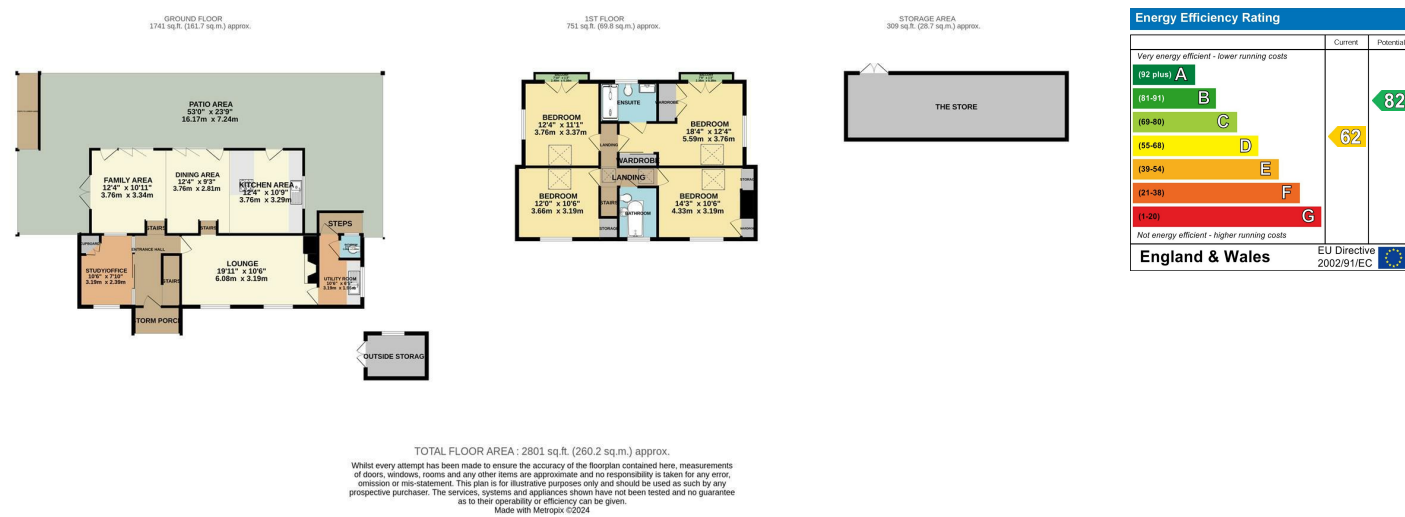 GROUND FLOOR
1741 sq.ft. (161.7 sq.m.) approx.
PATIO AREA
53'0" x 23'9"
16.17m x 7.24m
FAMILY AREA
12'4" x 10'11"
3.76m x 3.34m
DINING AREA
12'4" x 9'3"
3.76m x 2.81m
KITCHEN AREA
12'4" x 10'9"
3.76m x 3.29m
STAIRS
STAIRS
STEPS
CUPBOARD
ENTRANCE HALL
STUDY/OFFICE
10'6" x 7'10"
3.19m x 2.39m
STAIRS
LOUNGE
19'11" x 10'6"
6.08m x 3.19m
UTILITY ROOM
STORM PORCH
OUTSIDE STORAGE
1ST FLOOR
751 sq.ft. (69.8 sq.m.) approx.
BEDROOM
12'4" x 11'1"
3.76m x 3.37m
ENSUITE
WARDROBE
BEDROOM
18'4" x 12'4"
5.59m x 3.76m
LANDING
WARDROBE
LANDING
BEDROOM
12'0" x 10'6"
3.66m x 3.19m
STAIRS
STORAGE
BATHROOM
BEDROOM
14'3" x 10'6"
4.33m x 3.19m
STORAGE
STORAGE AREA
309 sq.ft. (28.7 sq.m.) approx.
THE STORE
Energy Efficiency Rating
Current
Potential
Very energy efficient - lower running costs
(92 plus) A
(81-91) B
(69-80) C
(55-68) D
(39-54) E
(21-38) F
(1-20) G
62
82
Not energy efficient - higher running costs
England & Wales
EU Directive
2002/91/EC
TOTAL FLOOR AREA : 2801 sq.ft. (260.2 sq.m.) approx.
Whilst every attempt has been made to ensure the accuracy of the floorplan contained here, measurements
of doors, windows, rooms and any other items are approximate and no responsibility is taken for any error,
omission or mis-statement. This plan is for illustrative purposes only and should be used as such by any
prospective purchaser. The services, systems and appliances shown have not been tested and no guarantee
as to their operability or efficiency can be given.
Made with Metropix ©2024